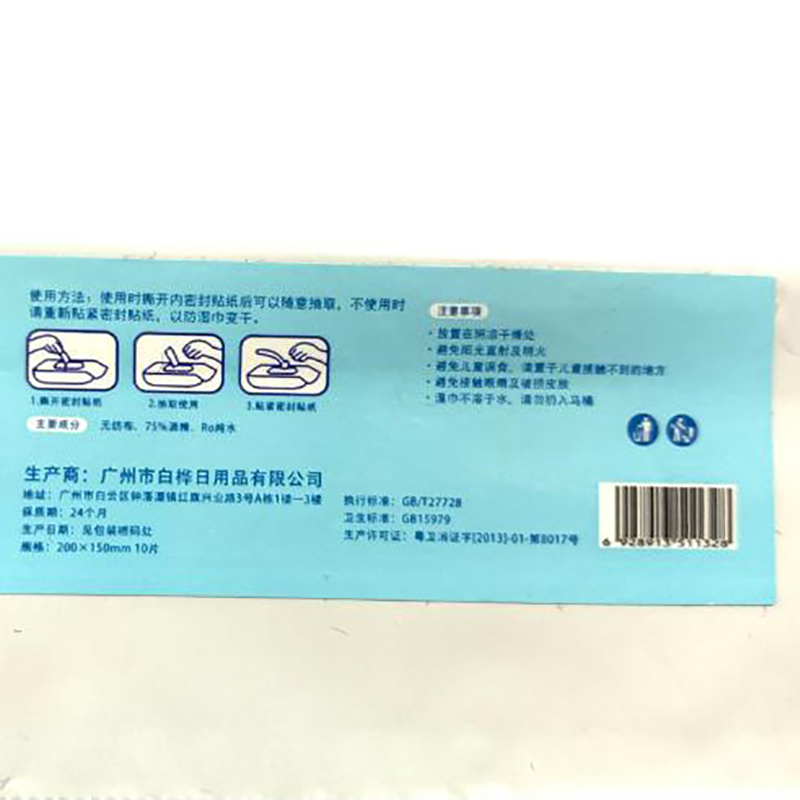 使用方法：使用时撕开内密封贴纸后可以随意抽取，不使用时
请重新贴紧密封贴纸，以防湿巾变干。
1.撕开密封贴纸
2.抽取使用
3.贴紧密封贴纸
主要成分 无纺布、75%酒精、Ro纯水
注意事项
·放置在阴凉干燥处
·避免阳光直射及明火
·避免儿童误食，请置于儿童接触不到的地方
·避免接触眼睛及破损皮肤
·湿巾不溶于水，请勿扔入马桶
生产商：广州市白桦日用品有限公司
地址：广州市白云区钟落潭镇红旗兴业路3号A栋1楼一3楼
保质期：24个月
生产日期：见包装喷码处
规格：200×150mm 10片
执行标准：GB/T27728
卫生标准：GB15979
生产许可证：粤卫消证字[2013]-01-第8017号
6 928913 511328